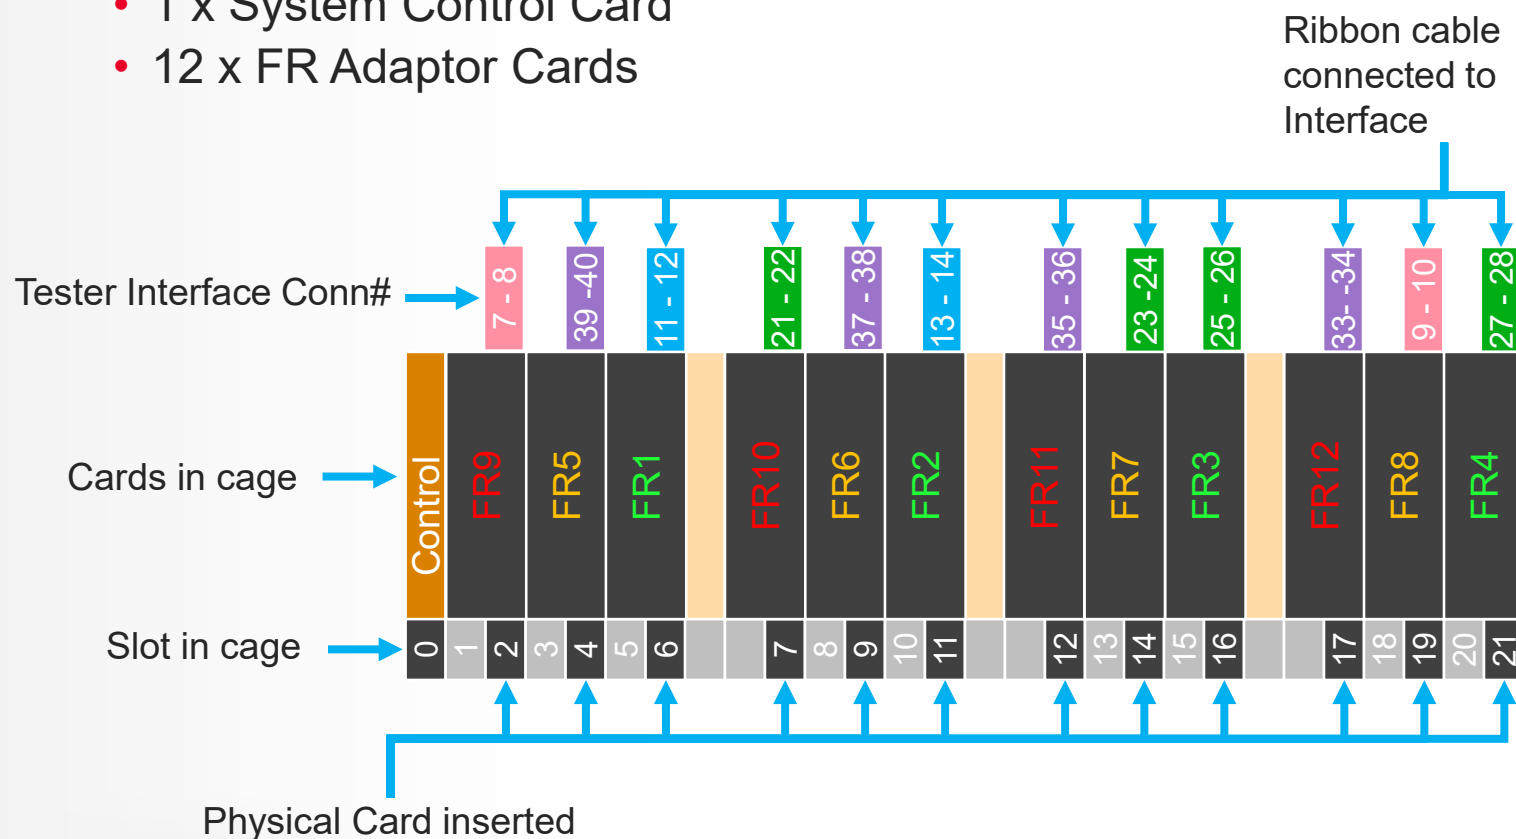 • 1 x System Control Card
• 12 x FR Adaptor Cards
Ribbon cable
connected to
Interface
Tester Interface Conn#
7 - 8
39 -40
11 - 12
21 - 22
37 - 38
13 - 14
35 - 36
23 -24
25 - 26
33- -34
9 - 10
27 - 28
Cards in cage
Control
FR9
FR5
FR1
FR10
FR6
FR2
FR11
FR7
FR3
FR12
FR8
FR4
Slot in cage
0
1
2
3
4
5
6
7
8
9
10
11
12
13
14
15
16
17
18
19
20
21
Physical Card inserted